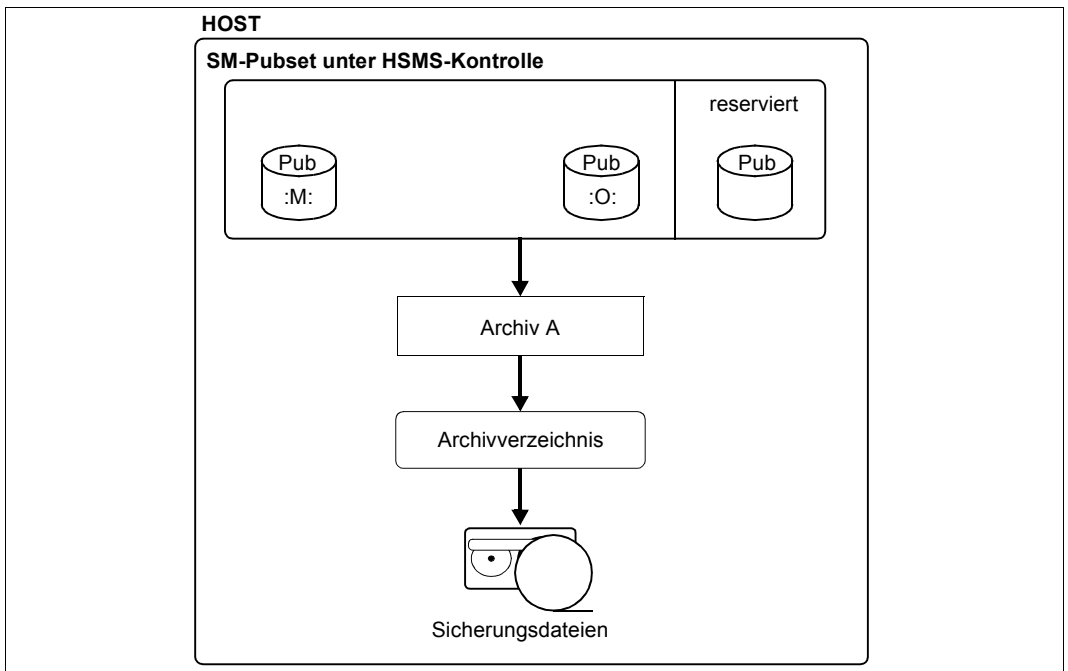 HOST
SM-Pubset unter HSMS-Kontrolle
reserviert
Pub
:M:
Pub
:O:
Pub
Archiv A
Archivverzeichnis
Sicherungsdateien